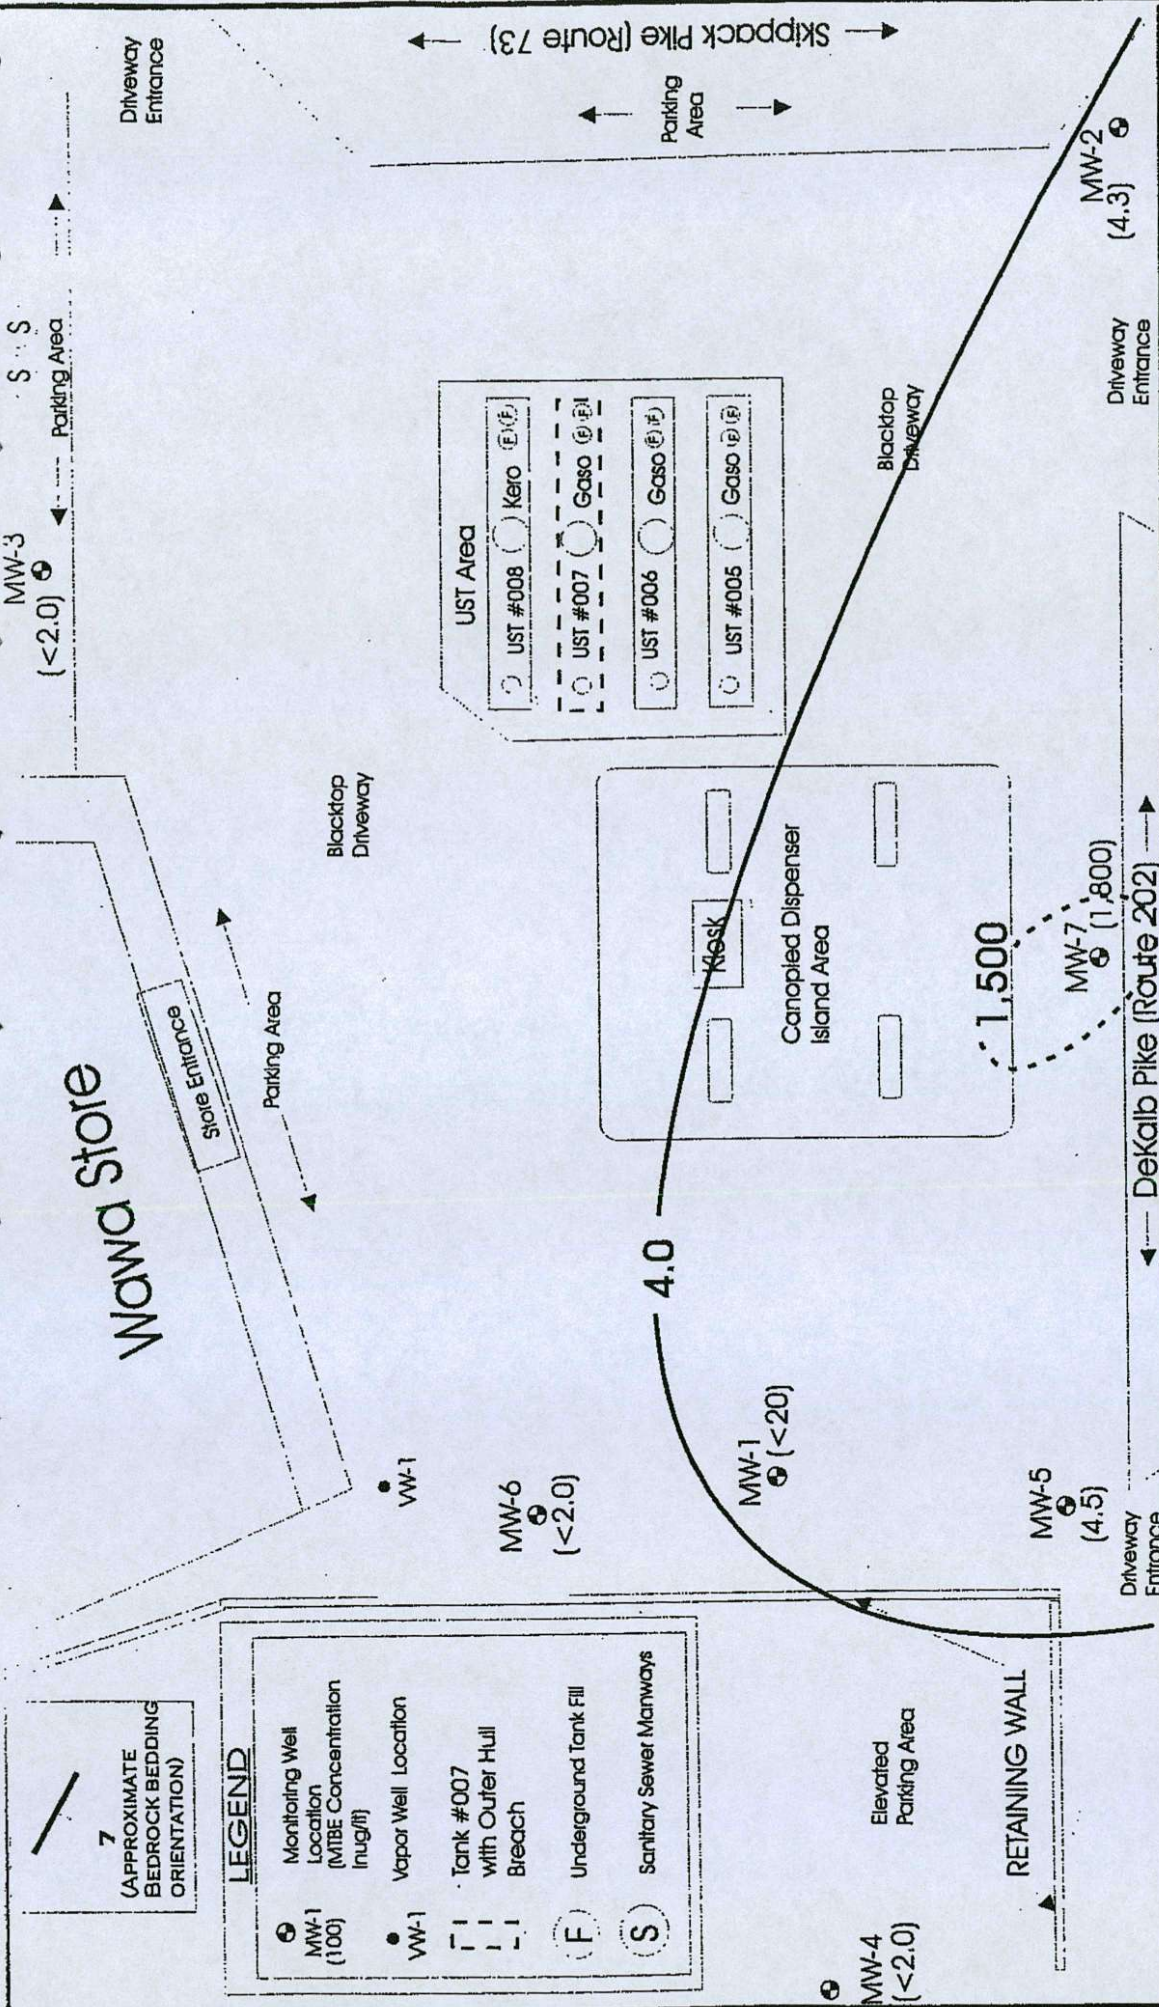 Driveway
Entrance
← Skippack Pike (Route 73) →
Parking
Area
MW-2
(4.3)
S S
Parking Area
MW-3
(<2.0)
UST Area
UST #008 Kero F F
UST #007 Gaso F F
UST #006 Gaso F F
UST #005 Gaso F F
Blacktop
Driveway
Driveway
Entrance
Wawa Store
Store Entrance
Parking Area
Blacktop
Driveway
Kiosk
Canopied Dispenser
Island Area
1,500
MW-7
(1,800)
DeKalb Pike (Route 202)
4.0
VW-1
MW-6
(<2.0)
MW-1
(<20)
MW-5
(4.5)
Driveway
Entrance
7
(APPROXIMATE
BEDROCK BEDDING
ORIENTATION)
LEGEND
MW-1
(100)
Monitoring Well
Location
(MTBE Concentration
inug/l)
VW-1
Vapor Well Location
Tank #007
with Outer Hull
Breach
F Underground Tank Fill
S Sanitary Sewer Manways
MW-4
(<2.0)
Elevated
Parking Area
RETAINING WALL